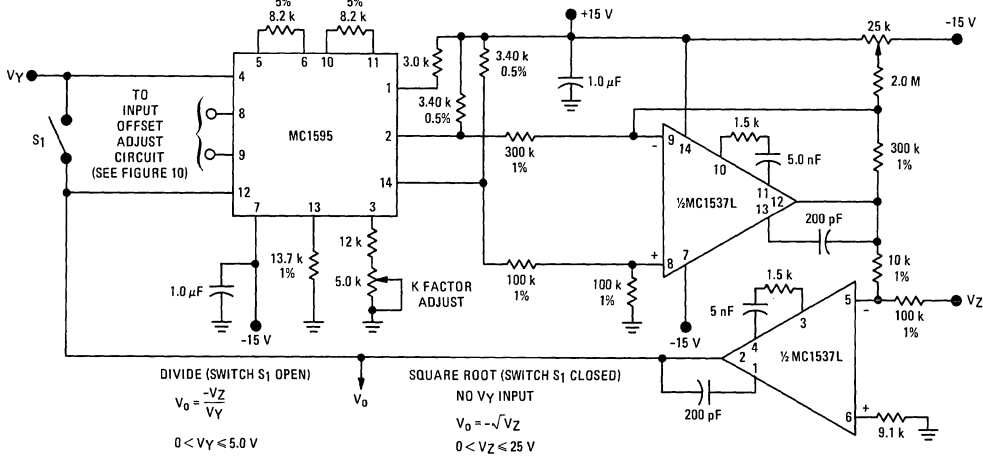 5%
8.2 k
5%
8.2 k
5
6
10
11
+15 V
25 k
-15 V
3.0 k
3.40 k
0.5%
1.0 μF
2.0 M
VY
4
1
3.40 k
0.5%
TO
INPUT
OFFSET
ADJUST
CIRCUIT
(SEE FIGURE 10)
S1
8
9
MC1595
2
300 k
1%
9
-
14
1.5 k
10
5.0 nF
300 k
1%
12
14
½MC1537L
11
12
13
200 pF
7
13
3
12 k
13.7 k
1%
5.0 k
K FACTOR
ADJUST
1.0 μF
-15 V
100 k
1%
100 k
1%
+
8
7
-15 V
10 k
1%
1.5 k
5 nF
3
5
-
100 k
1%
VZ
4
2
1
½ MC1537L
200 pF
6
+
9.1 k
DIVIDE (SWITCH S1 OPEN)
V0 = -VZ
VY
0 < VY ⩽ 5.0 V
V0
SQUARE ROOT (SWITCH S1 CLOSED)
NO VY INPUT
V0 = -√VZ
0 < VZ ⩽ 25 V